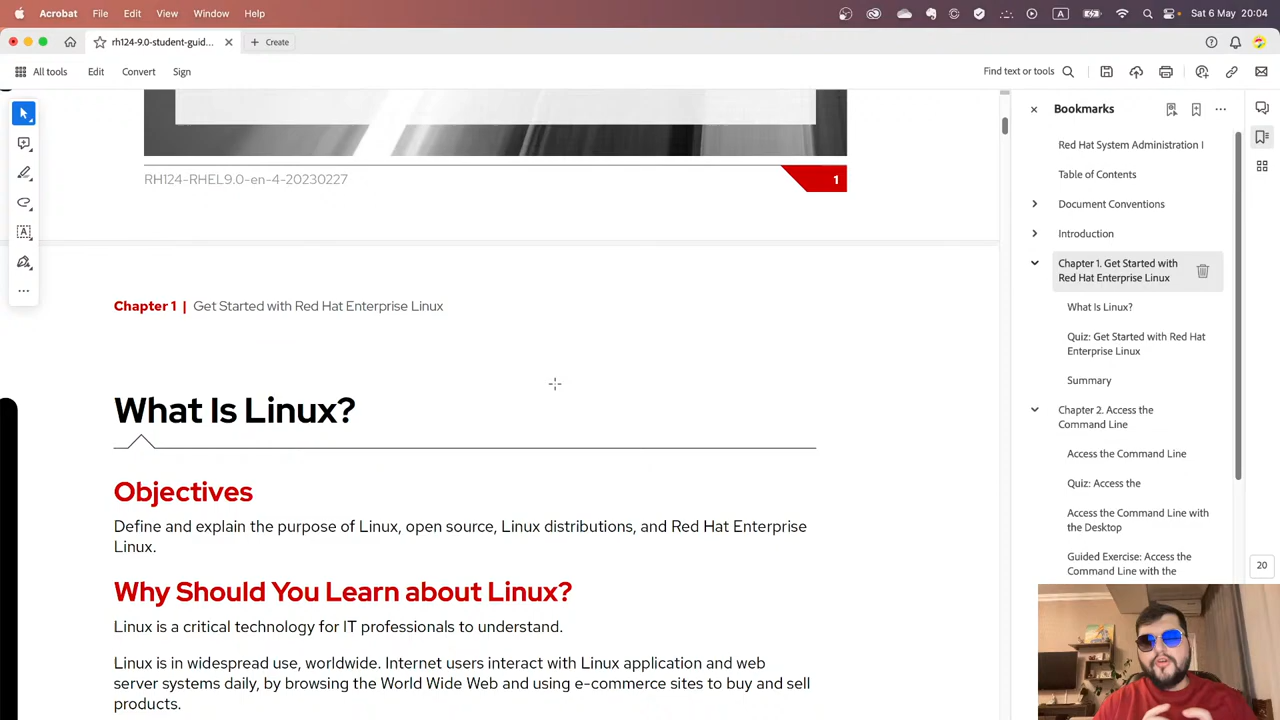 Acrobat File Edit View Window Help
Sat 6 May 20:04
rh124-9.0-student-guid...
Create
All tools Edit Convert Sign
Find text or tools
RH124-RHEL9.0-en-4-20230227
1
Chapter 1 | Get Started with Red Hat Enterprise Linux
What Is Linux?
Objectives
Define and explain the purpose of Linux, open source, Linux distributions, and Red Hat Enterprise
Linux.
Why Should You Learn about Linux?
Linux is a critical technology for IT professionals to understand.
Linux is in widespread use, worldwide. Internet users interact with Linux application and web
server systems daily, by browsing the World Wide Web and using e-commerce sites to buy and sell
products.
Bookmarks
Red Hat System Administration I
Table of Contents
Document Conventions
Introduction
Chapter 1. Get Started with
Red Hat Enterprise Linux
What Is Linux?
Quiz: Get Started with Red Hat
Enterprise Linux
Summary
Chapter 2. Access the
Command Line
Access the Command Line
Quiz: Access the
Access the Command Line with
the Desktop
Guided Exercise: Access the
Command Line with the
20